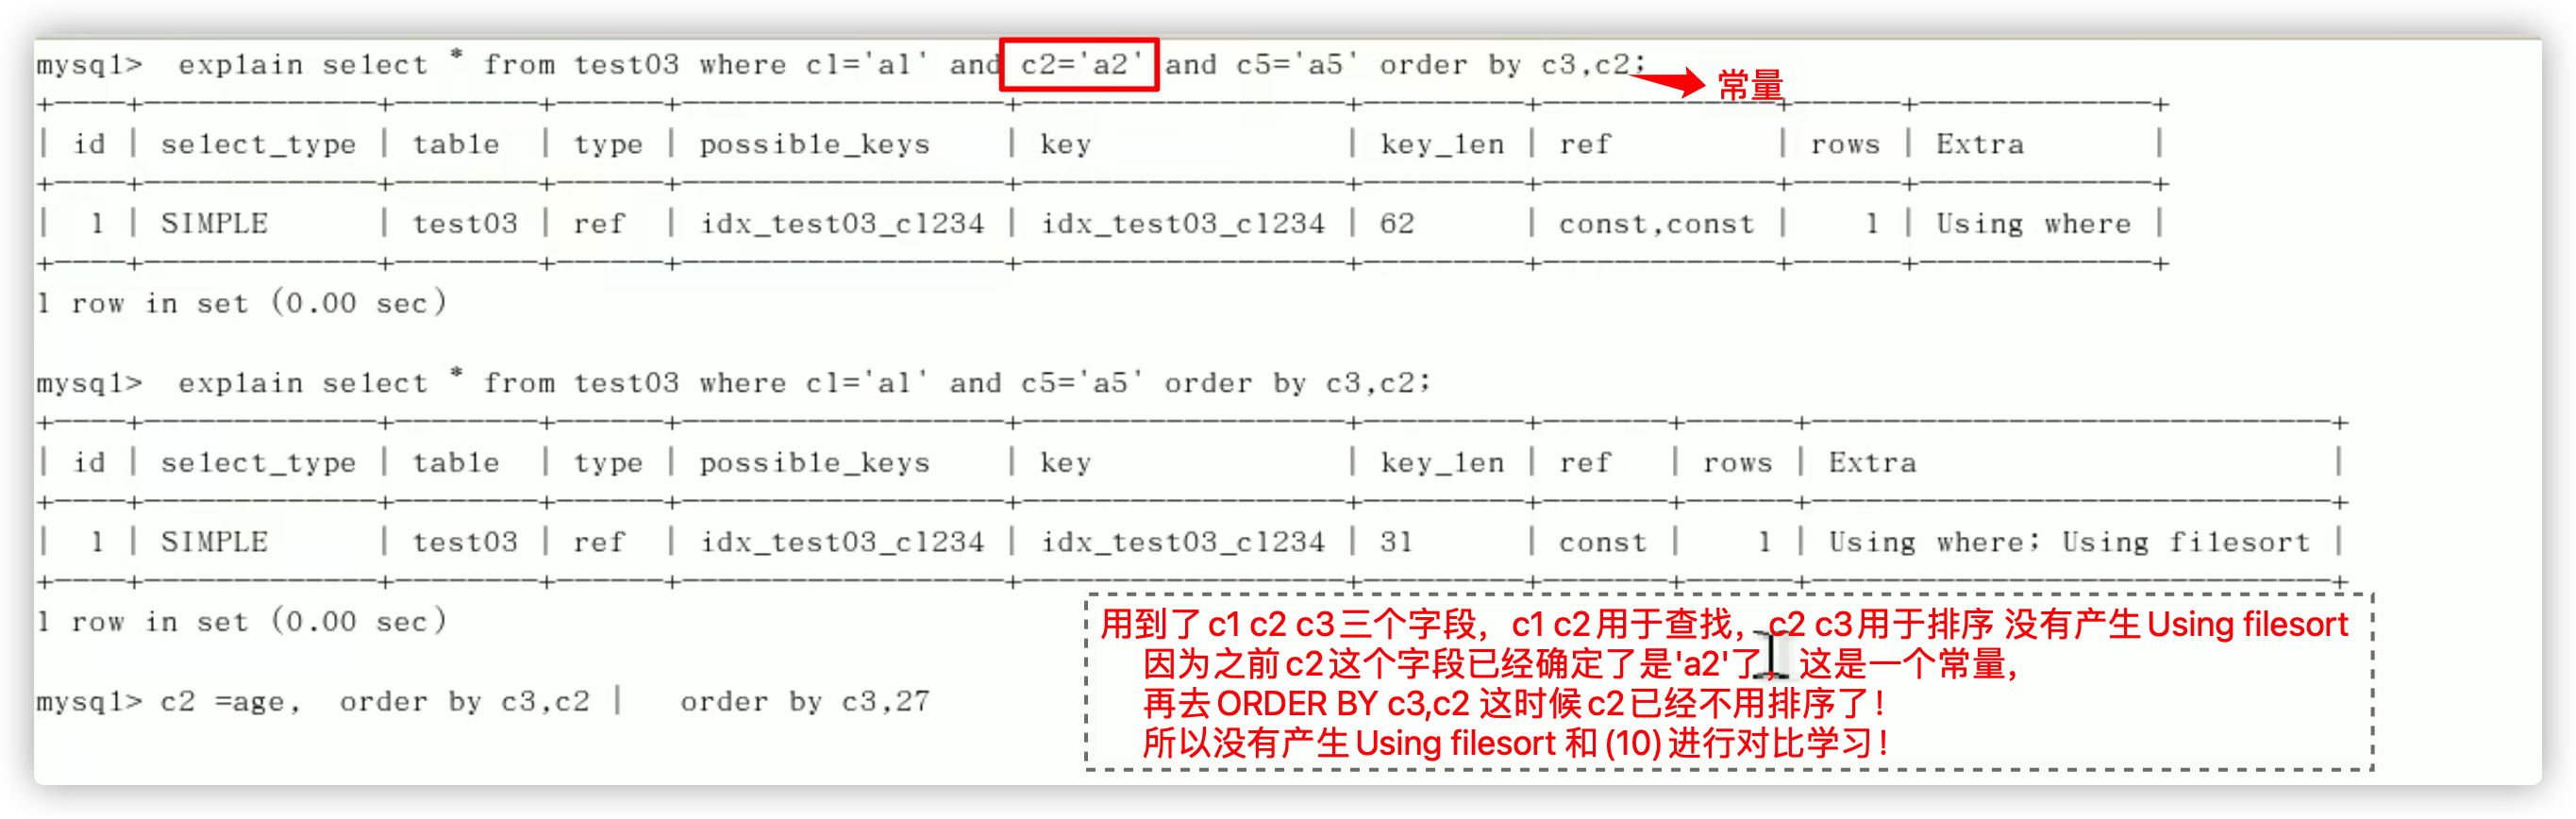 mysql>  explain select * from test03 where c1='a1' and c2='a2' and c5='a5' order by c3,c2;
常量
+----+-------------+--------+------+------------------+------------------+---------+-------------+------+-------------+
| id | select_type | table  | type | possible_keys    | key              | key_len | ref         | rows | Extra       |
+----+-------------+--------+------+------------------+------------------+---------+-------------+------+-------------+
|  1 | SIMPLE      | test03 | ref  | idx_test03_c1234 | idx_test03_c1234 | 62      | const,const |    1 | Using where |
+----+-------------+--------+------+------------------+------------------+---------+-------------+------+-------------+
1 row in set (0.00 sec)
mysql>  explain select * from test03 where c1='a1' and c5='a5' order by c3,c2;
+----+-------------+--------+------+------------------+------------------+---------+-------+------+-----------------------------+
| id | select_type | table  | type | possible_keys    | key              | key_len | ref   | rows | Extra                       |
+----+-------------+--------+------+------------------+------------------+---------+-------+------+-----------------------------+
|  1 | SIMPLE      | test03 | ref  | idx_test03_c1234 | idx_test03_c1234 | 31      | const |    1 | Using where; Using filesort |
+----+-------------+--------+------+------------------+------------------+---------+-------+------+-----------------------------+
1 row in set (0.00 sec)
mysql> c2 =age,  order by c3,c2 |   order by c3,27
用到了c1 c2 c3三个字段，c1 c2用于查找，c2 c3用于排序 没有产生Using filesort
因为之前c2这个字段已经确定了是'a2'了，这是一个常量，
再去ORDER BY c3,c2 这时候c2已经不用排序了！
所以没有产生Using filesort 和(10)进行对比学习！